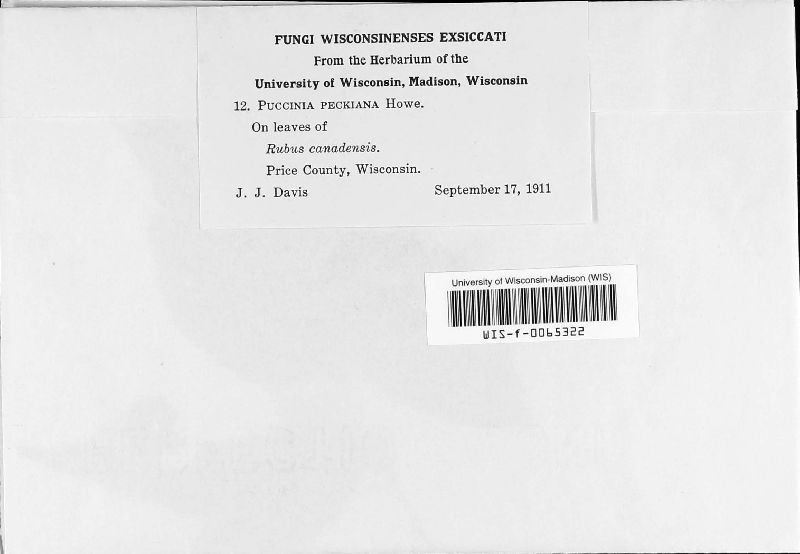 FUNGI WISCONSINENSES EXSICCATI
From the Herbarium of the
University of Wisconsin, Madison, Wisconsin
12. PUCCINIA PECKIANA Howe.
On leaves of
Rubus canadensis.
Price County, Wisconsin.
J. J. Davis September 17, 1911
University of Wisconsin-Madison (WIS)
WIS-f-0065322